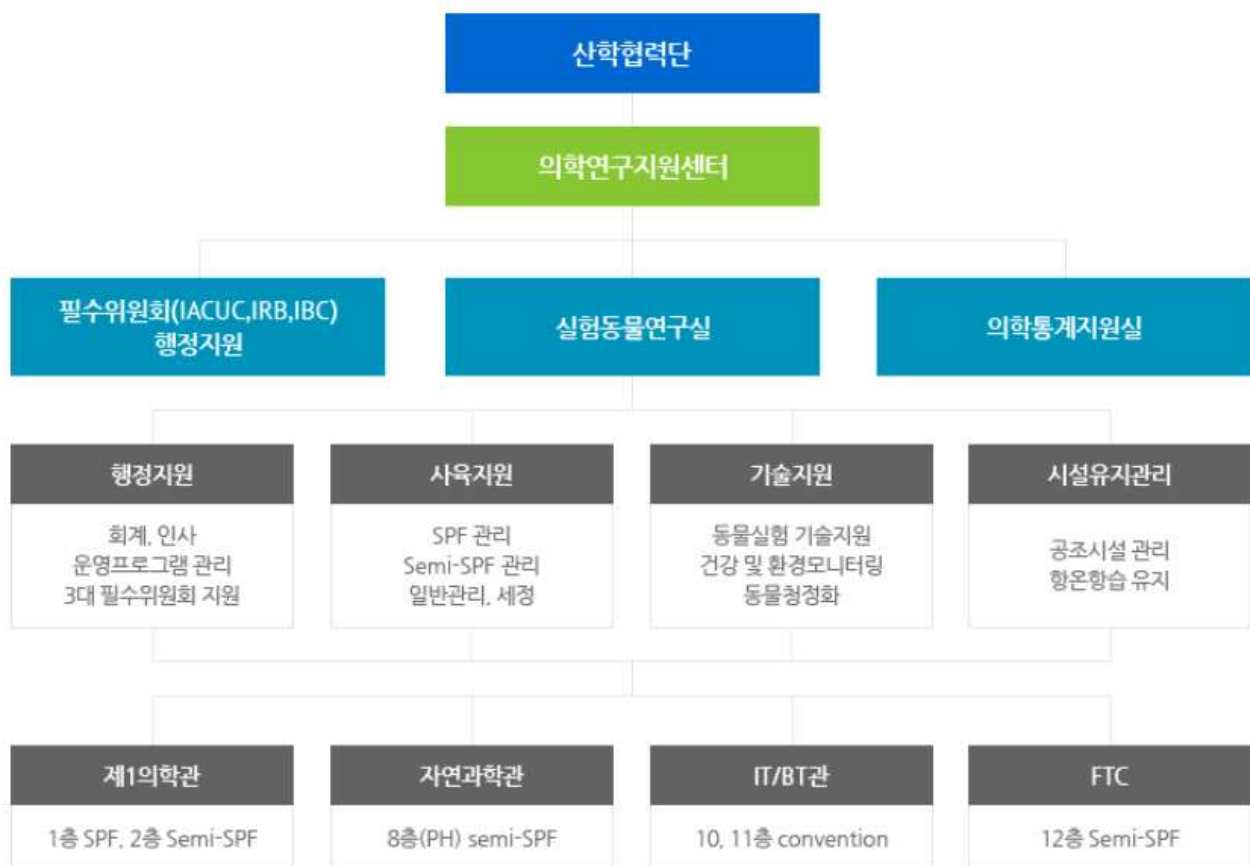 산학협력단
의학연구지원센터
필수위원회(IACUC,IRB,IBC)
행정지원
실험동물연구실
의학통계지원실
행정지원
회계, 인사
운영프로그램 관리
3대 필수위원회 지원
사육지원
SPF 관리
Semi-SPF 관리
일반관리, 세정
기술지원
동물실험 기술지원
건강 및 환경모니터링
동물청정화
시설유지관리
공조시설 관리
항온항습 유지
제1의학관
1층 SPF, 2층 Semi-SPF
자연과학관
8층(PH) semi-SPF
IT/BT관
10, 11층 convention
FTC
12층 Semi-SPF